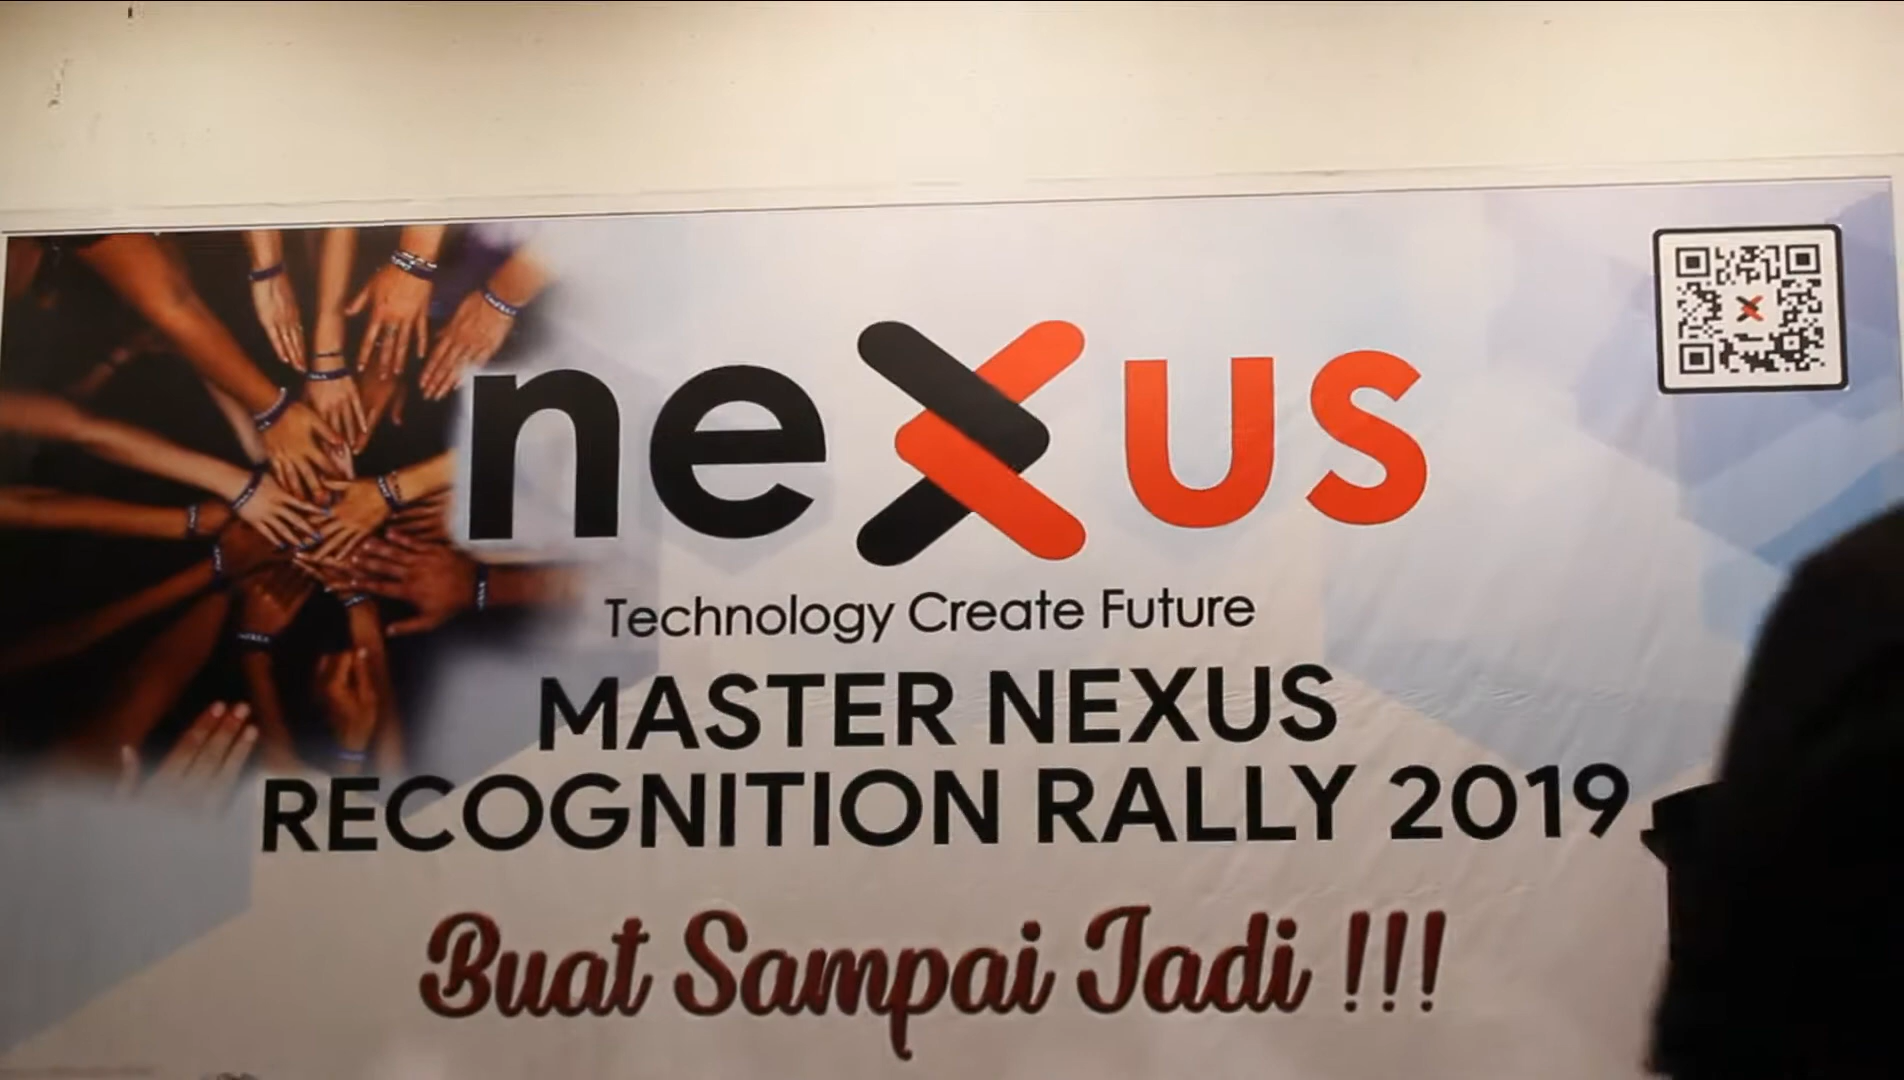 nexus
Technology Create Future
MASTER NEXUS
RECOGNITION RALLY 2019
Buat Sampai Jadi !!!